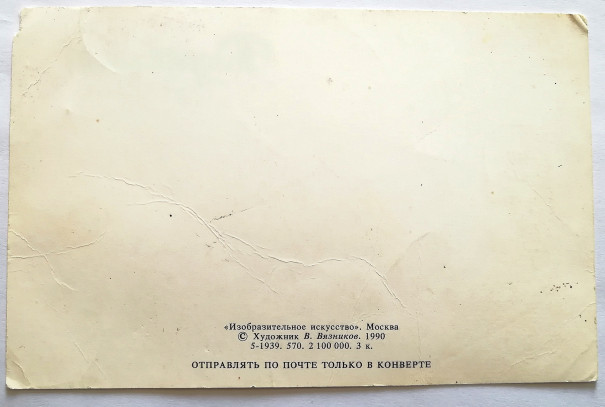 «Изобразительное искусство». Москва
© Художник В. Вязников. 1990
5-1939. 570. 2 100 000. 3 к.
ОТПРАВЛЯТЬ ПО ПОЧТЕ ТОЛЬКО В КОНВЕРТЕ